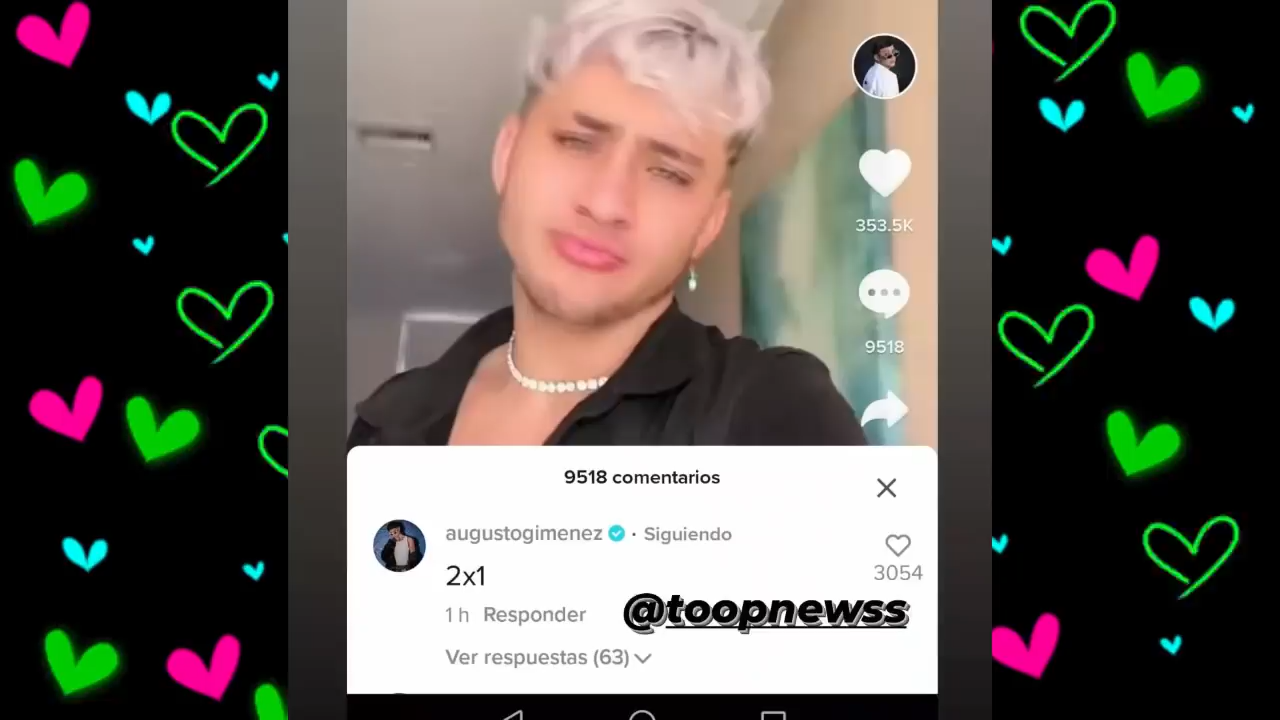 353.5K
9518
9518 comentarios
augustogimenez · Siguiendo
2x1
3054
1 h Responder
@toopnewss
Ver respuestas (63)